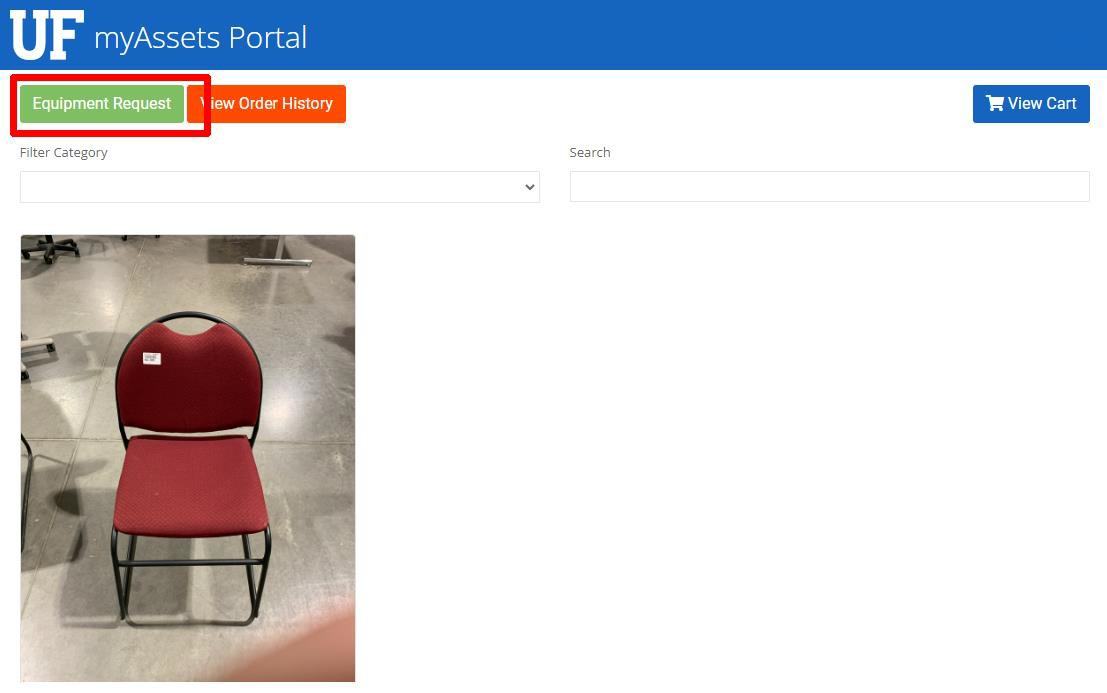 UF myAssets Portal
Equipment Request
View Order History
View Cart
Filter Category
Search